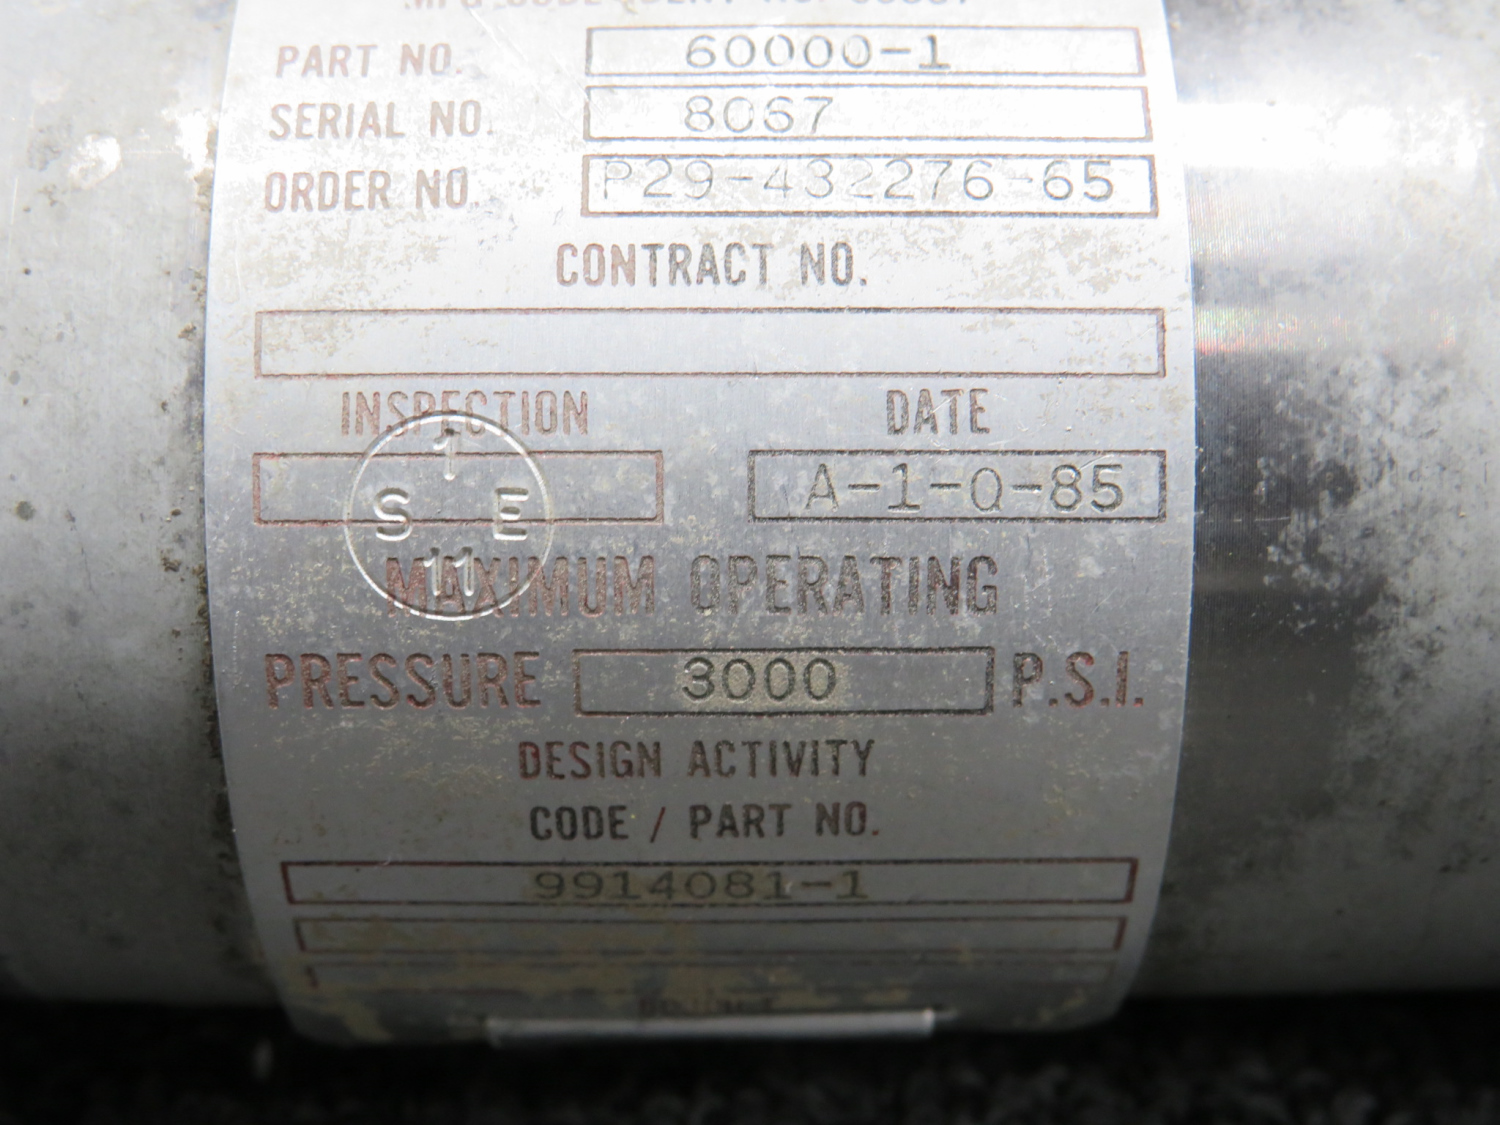 PART NO. 60000-1
SERIAL NO. 8067
ORDER NO. P29-432276-65
CONTRACT NO.
INSPECTION DATE
1
S E
11
A-1-Q-85
MAXIMUM OPERATING
PRESSURE 3000 P.S.I.
DESIGN ACTIVITY
CODE / PART NO.
9914081-1